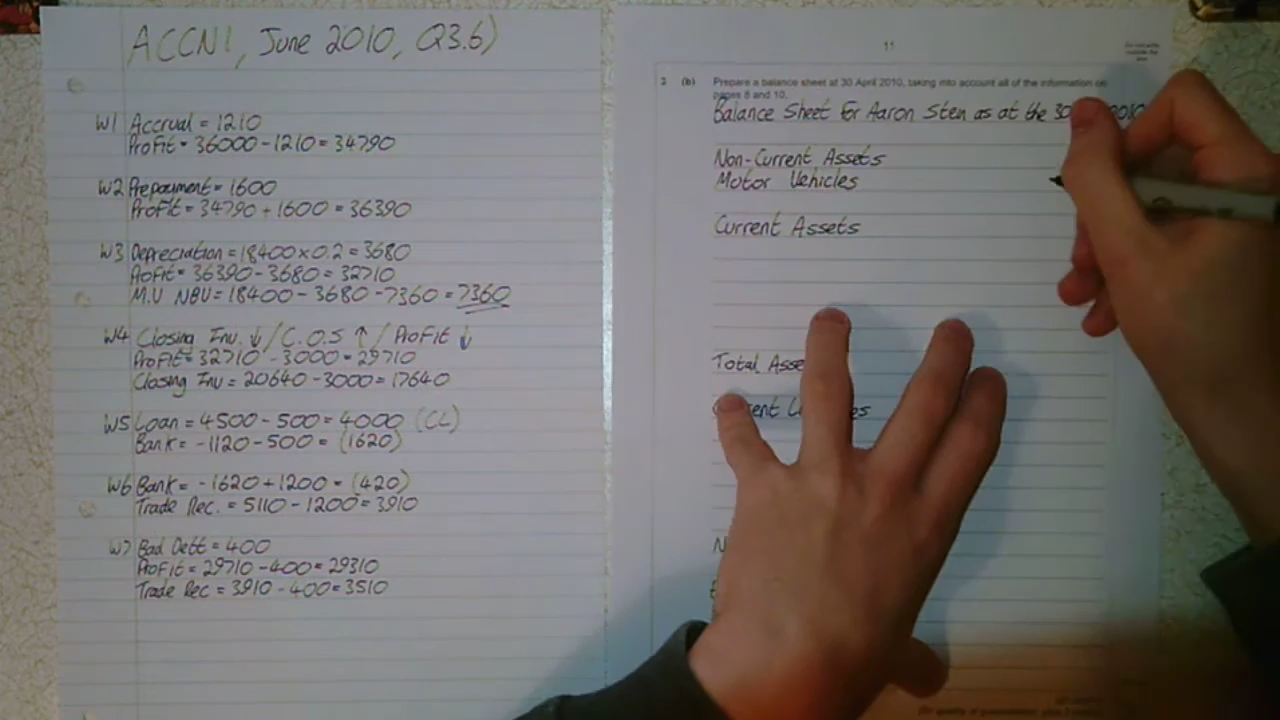 ACCN1, June 2010, Q3.b)
W1 Accrual = 1210
Profit = 36000 - 1210 = 34790
W2 Prepayment = 1600
Profit = 34790 + 1600 = 36390
W3 Depreciation = 18400 x 0.2 = 3680
Profit = 36390 - 3680 = 32710
M.V NBV = 18400 - 3680 - 7360 = 7360
W4 Closing Inv. ↓ / C.O.S ↑ / Profit ↓
Profit = 32710 - 3000 = 29710
Closing Inv = 20640 - 3000 = 17640
W5 Loan = 4500 - 500 = 4000 (CL)
Bank = -1120 - 500 = (1620)
W6 Bank = -1620 + 1200 = (420)
Trade Rec. = 5110 - 1200 = 3910
W7 Bad Debt = 400
Profit = 29710 - 400 = 29310
Trade Rec = 3910 - 400 = 3510
11
3 (b) Prepare a balance sheet at 30 April 2010, taking into account all of the information on
pages 8 and 10.
Balance Sheet for Aaron Sten as at the 30
Non-Current Assets
Motor Vehicles
Current Assets
Total Asse